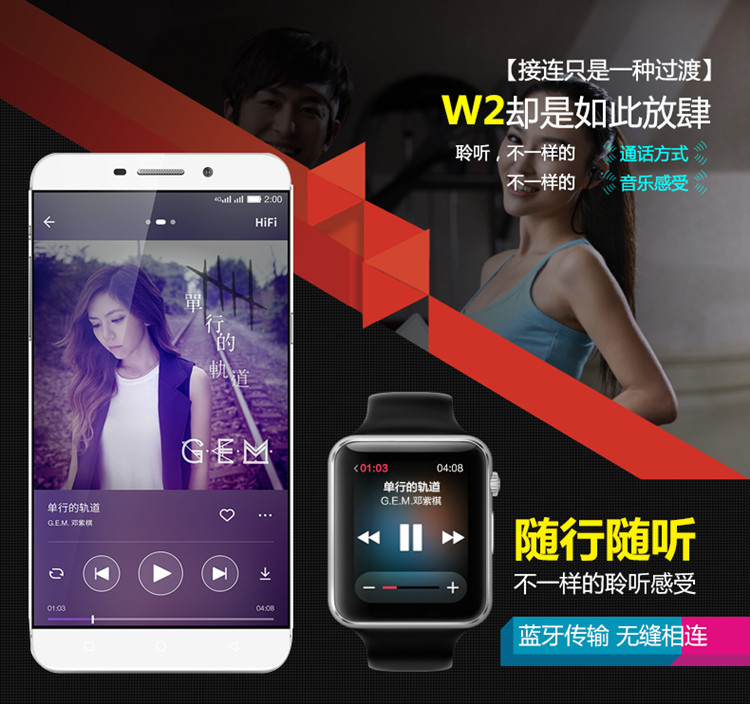 【接连只是一种过渡】
W2却是如此放肆
聆听，不一样的 通话方式
不一样的 音乐感受
4G 2:00
HiFi
單行的軌道
G.E.M.
单行的轨道
G.E.M. 邓紫棋
01:03 04:08
<01:03 04:08
单行的轨道
G.E.M.邓紫棋
随行随听
不一样的聆听感受
蓝牙传输 无缝相连